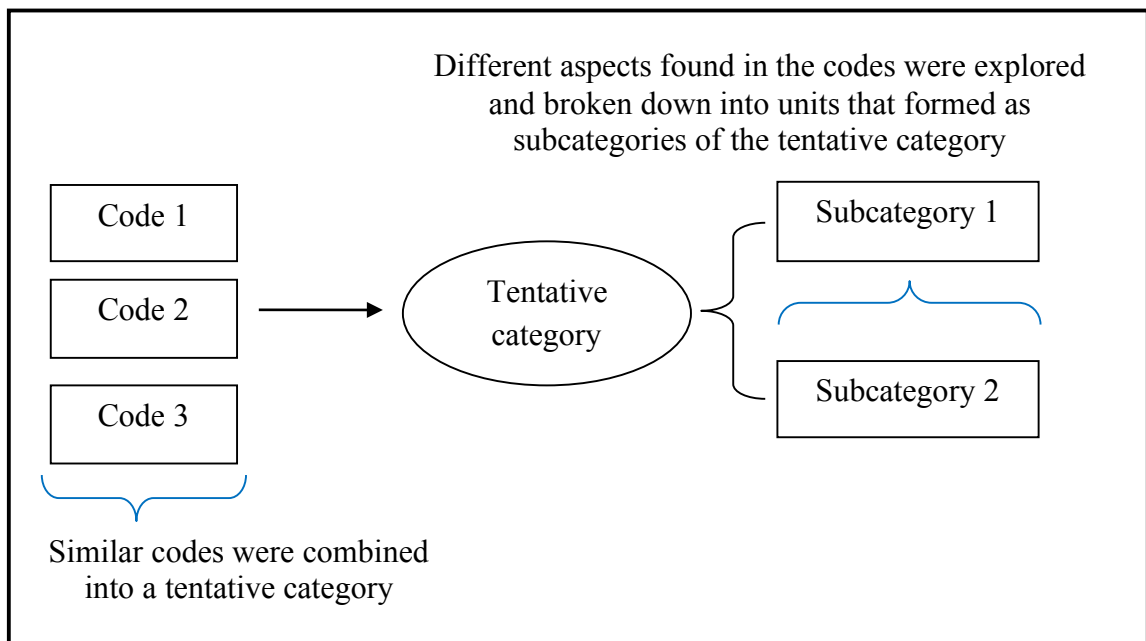 Different aspects found in the codes were explored
and broken down into units that formed as
subcategories of the tentative category
Code 1
Code 2
Code 3
Tentative
category
Subcategory 1
Subcategory 2
Similar codes were combined
into a tentative category